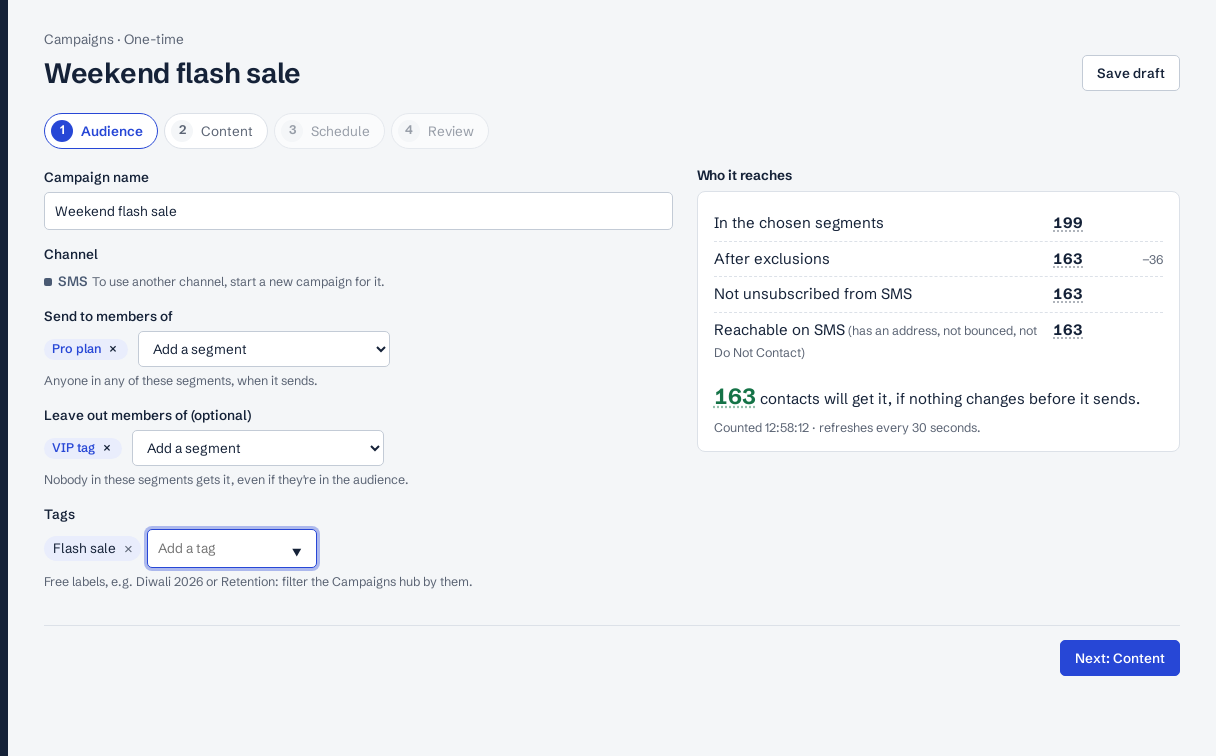 Campaigns · One-time
Weekend flash sale
Save draft
1 Audience
2 Content
3 Schedule
4 Review
Campaign name
Weekend flash sale
Channel
SMS To use another channel, start a new campaign for it.
Send to members of
Pro plan ×
Add a segment
Anyone in any of these segments, when it sends.
Leave out members of (optional)
VIP tag ×
Add a segment
Nobody in these segments gets it, even if they're in the audience.
Tags
Flash sale ×
Add a tag
Free labels, e.g. Diwali 2026 or Retention: filter the Campaigns hub by them.
Who it reaches
In the chosen segments 199
After exclusions 163 −36
Not unsubscribed from SMS 163
Reachable on SMS (has an address, not bounced, not 163
Do Not Contact)
163 contacts will get it, if nothing changes before it sends.
Counted 12:58:12 · refreshes every 30 seconds.
Next: Content